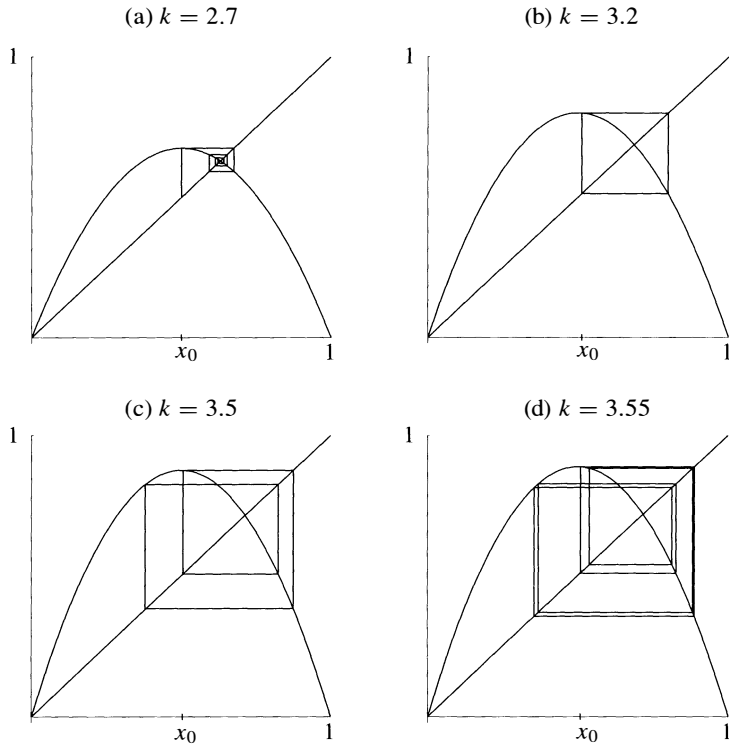 (a) k = 2.7
1
x₀
1
(b) k = 3.2
1
x₀
1
(c) k = 3.5
1
x₀
1
(d) k = 3.55
1
x₀
1